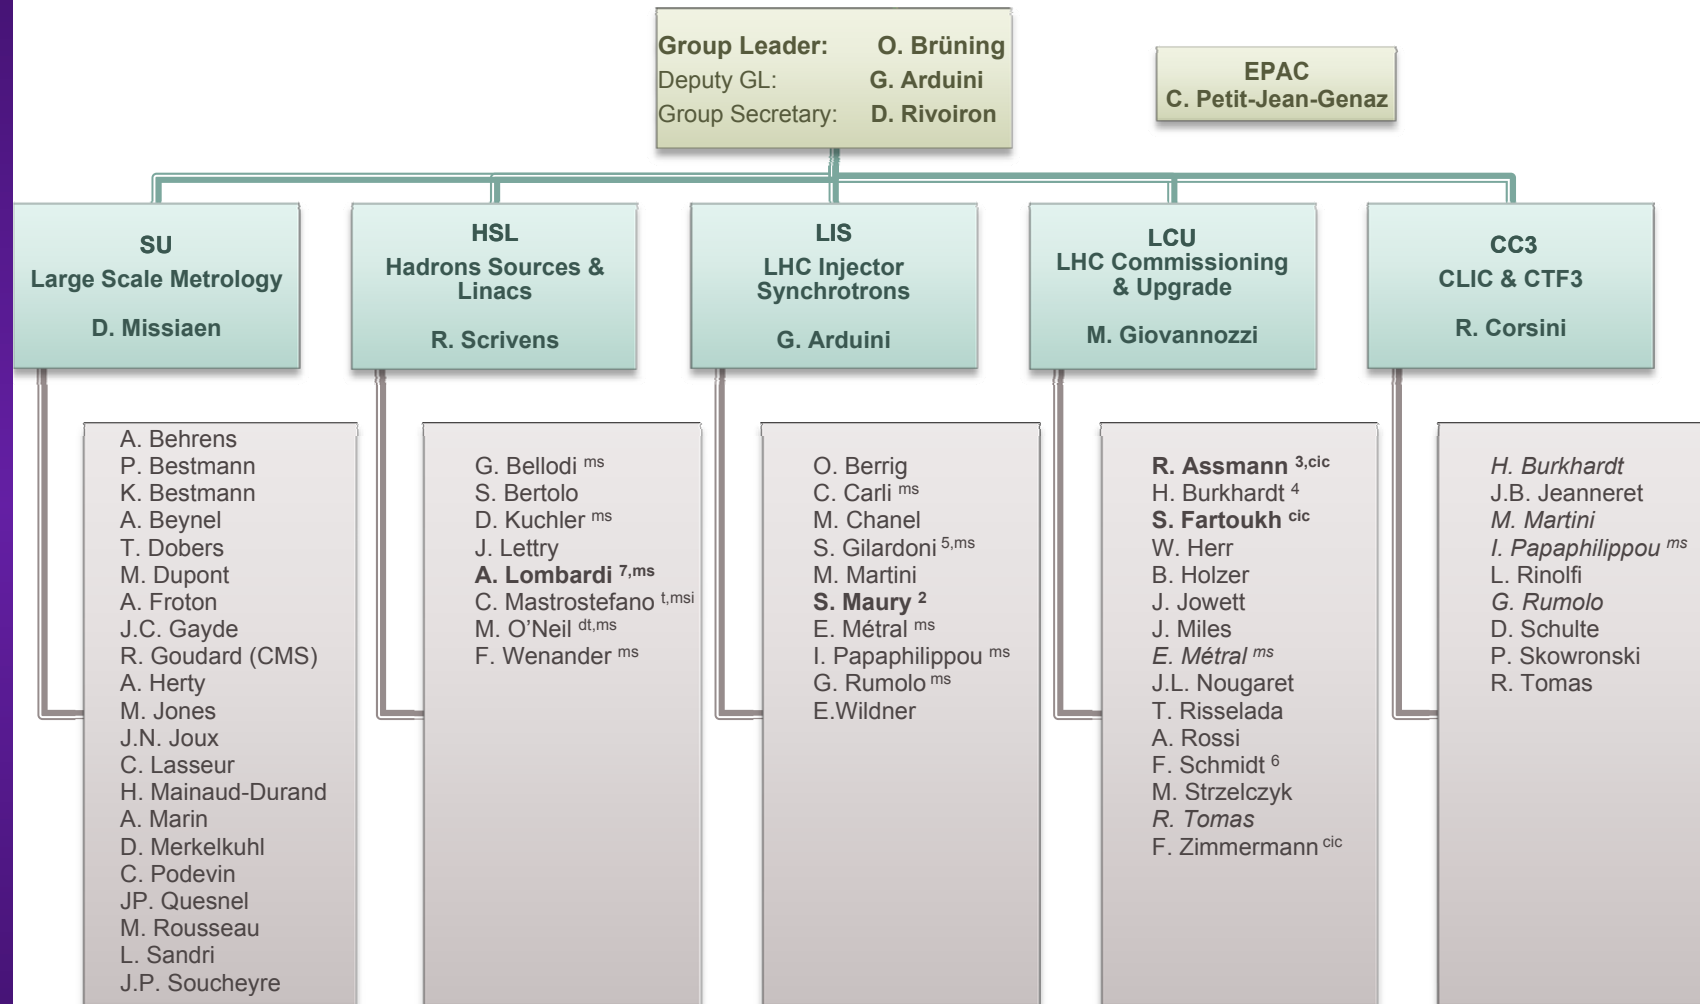 Group Leader: O. Brüning
Deputy GL: G. Arduini
Group Secretary: D. Rivoiron
EPAC
C. Petit-Jean-Genaz
SU
Large Scale Metrology
D. Missiaen
HSL
Hadrons Sources &
Linacs
R. Scrivens
LIS
LHC Injector
Synchrotrons
G. Arduini
LCU
LHC Commissioning
& Upgrade
M. Giovannozzi
CC3
CLIC & CTF3
R. Corsini
A. Behrens
P. Bestmann
K. Bestmann
A. Beynel
T. Dobers
M. Dupont
A. Froton
J.C. Gayde
R. Goudard (CMS)
A. Herty
M. Jones
J.N. Joux
C. Lasseur
H. Mainaud-Durand
A. Marin
D. Merkelkuhl
C. Podevin
JP. Quesnel
M. Rousseau
L. Sandri
J.P. Soucheyre
G. Bellodi ms
S. Bertolo
D. Kuchler ms
J. Lettry
A. Lombardi 7,ms
C. Mastrostefano t,msi
M. O’Neil dt,ms
F. Wenander ms
O. Berrig
C. Carli ms
M. Chanel
S. Gilardoni 5,ms
M. Martini
S. Maury 2
E. Métral ms
I. Papaphilippou ms
G. Rumolo ms
E.Wildner
R. Assmann 3,cic
H. Burkhardt 4
S. Fartoukh cic
W. Herr
B. Holzer
J. Jowett
J. Miles
E. Métral ms
J.L. Nougaret
T. Risselada
A. Rossi
F. Schmidt 6
M. Strzelczyk
R. Tomas
F. Zimmermann cic
H. Burkhardt
J.B. Jeanneret
M. Martini
I. Papaphilippou ms
L. Rinolfi
G. Rumolo
D. Schulte
P. Skowronski
R. Tomas